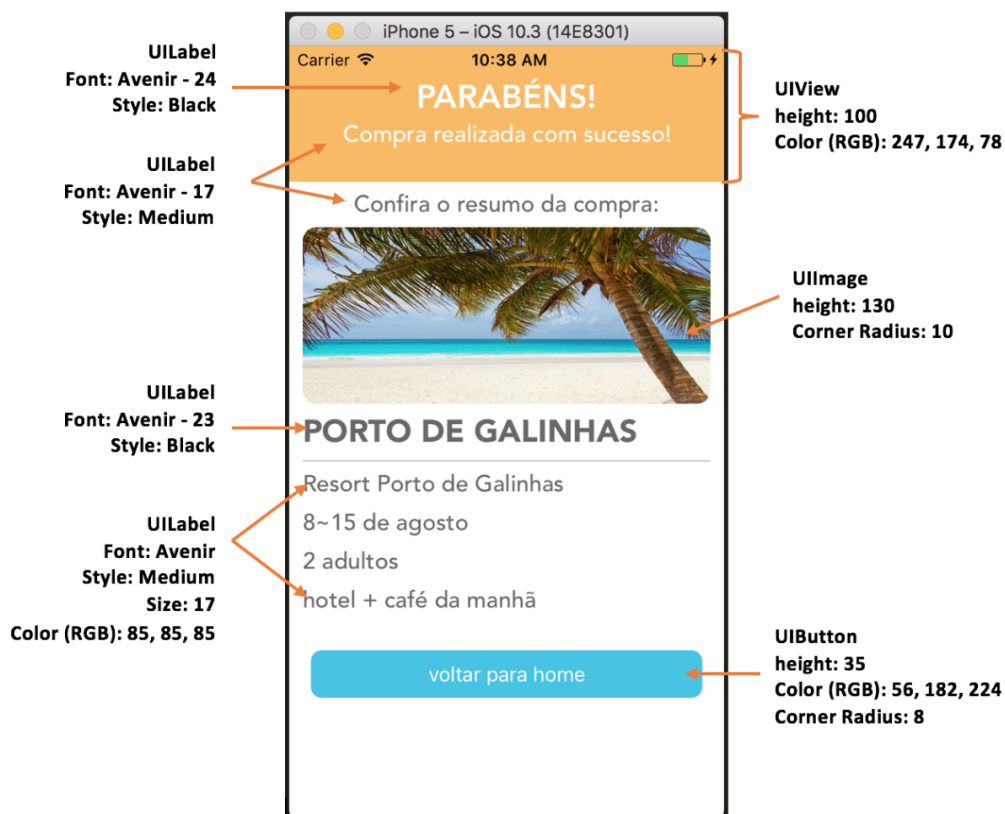 iPhone 5 – iOS 10.3 (14E8301)
Carrier
10:38 AM
PARABÉNS!
Compra realizada com sucesso!
Confira o resumo da compra:
PORTO DE GALINHAS
Resort Porto de Galinhas
8~15 de agosto
2 adultos
hotel + café da manhã
voltar para home
UILabel
Font: Avenir - 24
Style: Black
UILabel
Font: Avenir - 17
Style: Medium
UILabel
Font: Avenir - 23
Style: Black
UILabel
Font: Avenir
Style: Medium
Size: 17
Color (RGB): 85, 85, 85
UIView
height: 100
Color (RGB): 247, 174, 78
UIImage
height: 130
Corner Radius: 10
UIButton
height: 35
Color (RGB): 56, 182, 224
Corner Radius: 8